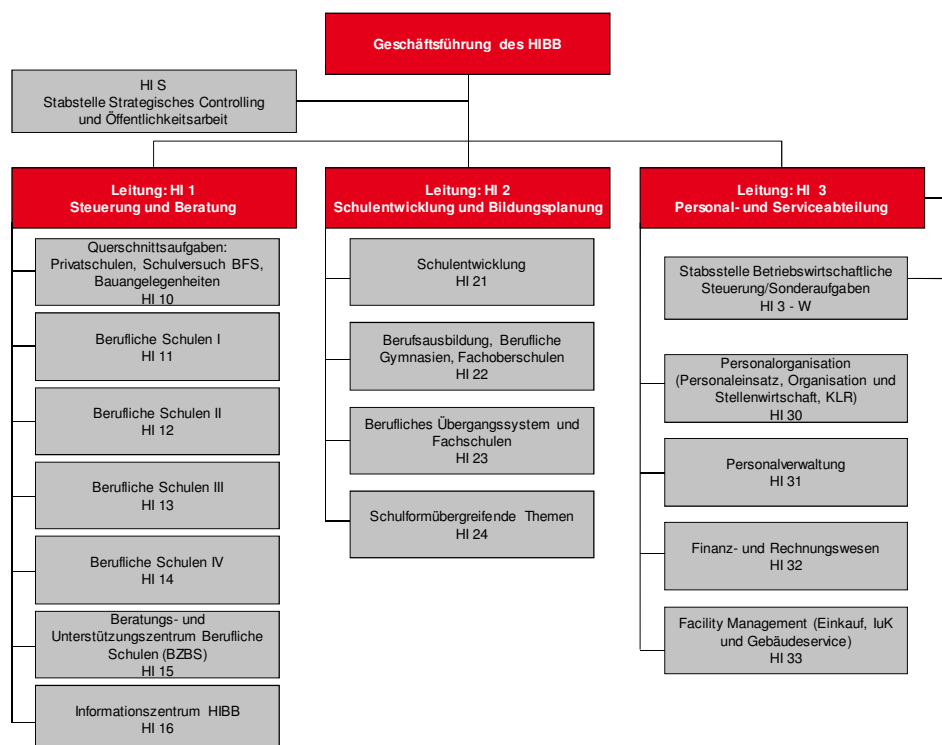 Geschäftsführung des HIBB
HI S
Stabstelle Strategisches Controlling
und Öffentlichkeitsarbeit
Leitung: HI 1
Steuerung und Beratung
Querschnittsaufgaben:
Privatschulen, Schulversuch BFS,
Bauangelegenheiten
HI 10
Berufliche Schulen I
HI 11
Berufliche Schulen II
HI 12
Berufliche Schulen III
HI 13
Berufliche Schulen IV
HI 14
Beratungs- und
Unterstützungszentrum Berufliche
Schulen (BZBS)
HI 15
Informationszentrum HIBB
HI 16
Leitung: HI 2
Schulentwicklung und Bildungsplanung
Schulentwicklung
HI 21
Berufsausbildung, Berufliche
Gymnasien, Fachoberschulen
HI 22
Berufliches Übergangssystem und
Fachschulen
HI 23
Schulformübergreifende Themen
HI 24
Leitung: HI 3
Personal- und Serviceabteilung
Stabsstelle Betriebswirtschaftliche
Steuerung/Sonderaufgaben
HI 3 - W
Personalorganisation
(Personaleinsatz, Organisation und
Stellenwirtschaft, KLR)
HI 30
Personalverwaltung
HI 31
Finanz- und Rechnungswesen
HI 32
Facility Management (Einkauf, IuK
und Gebäudeservice)
HI 33